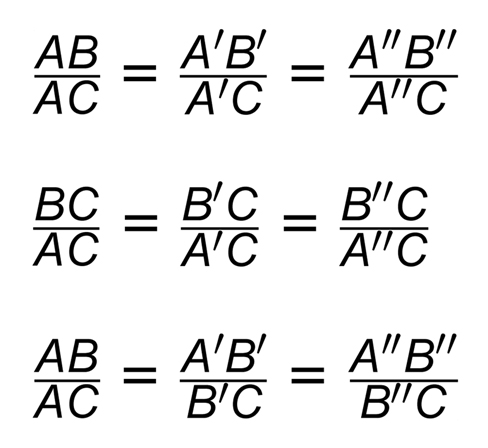 AB/AC = A′B′/A′C = A″B″/A″C
BC/AC = B′C/A′C = B″C/A″C
AB/AC = A′B′/B′C = A″B″/B″C